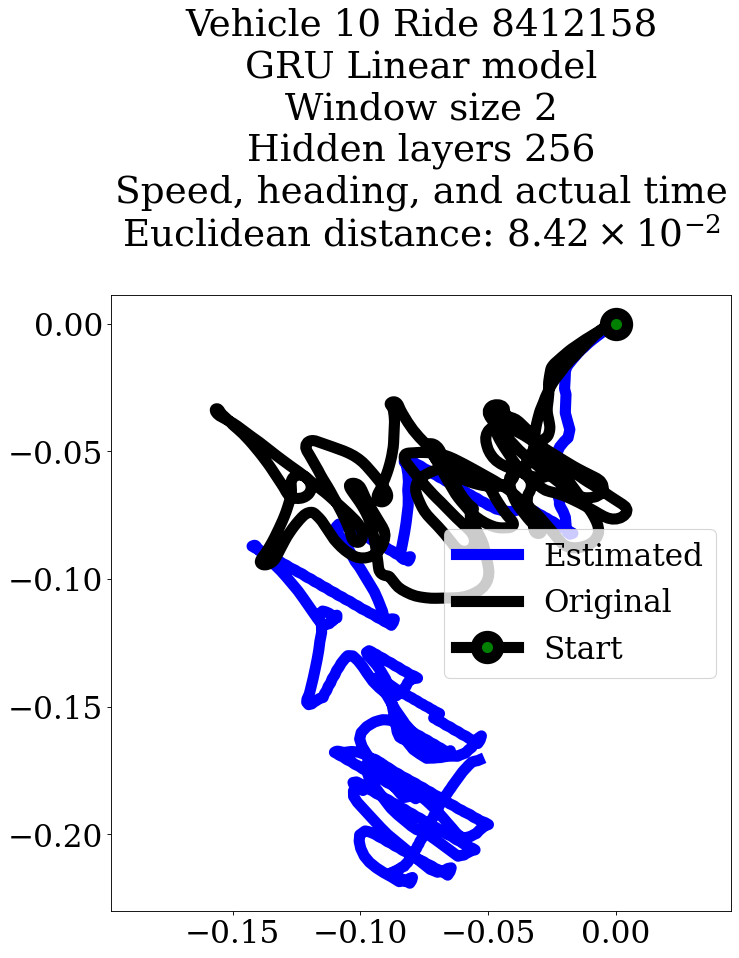 Vehicle 10 Ride 8412158
GRU Linear model
Window size 2
Hidden layers 256
Speed, heading, and actual time
Euclidean distance: 8.42 × 10⁻²
0.00
−0.05
−0.10
−0.15
−0.20
Estimated
Original
Start
−0.15 −0.10 −0.05 0.00